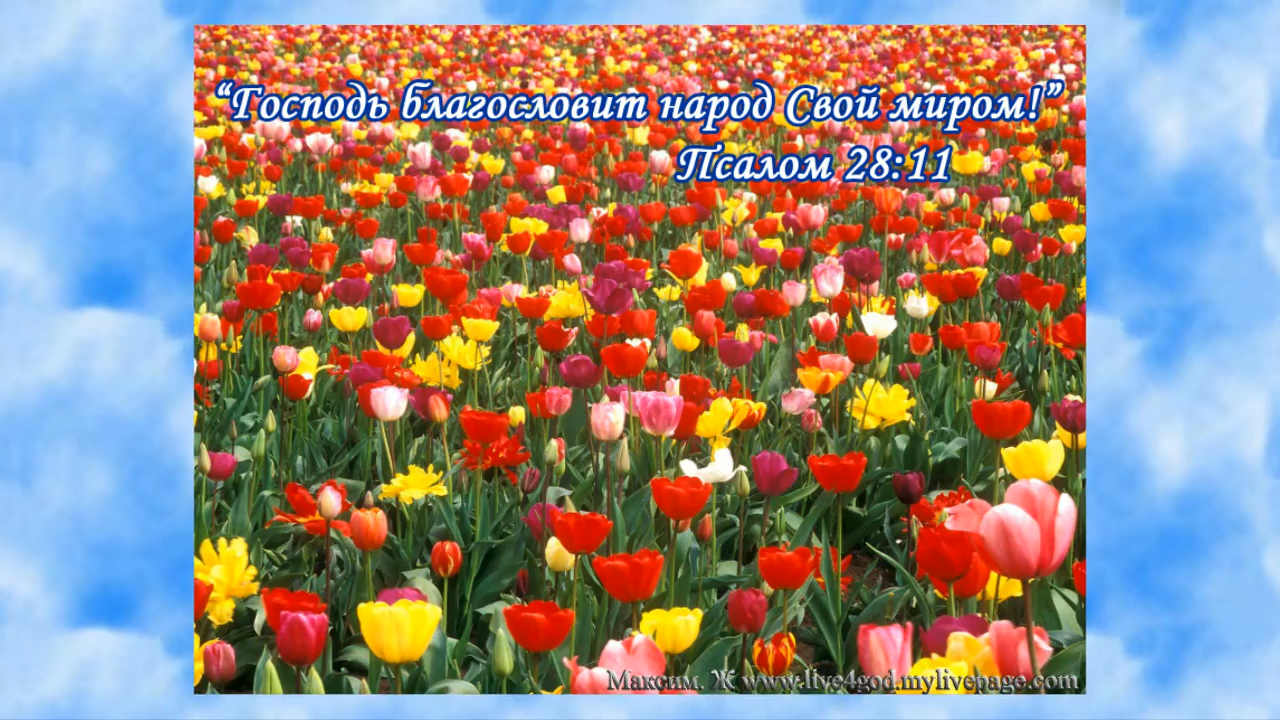 “Господь благословит народ Свой миром!”
Псалом 28:11
Максим. Ж www.live4god.mylivepage.com